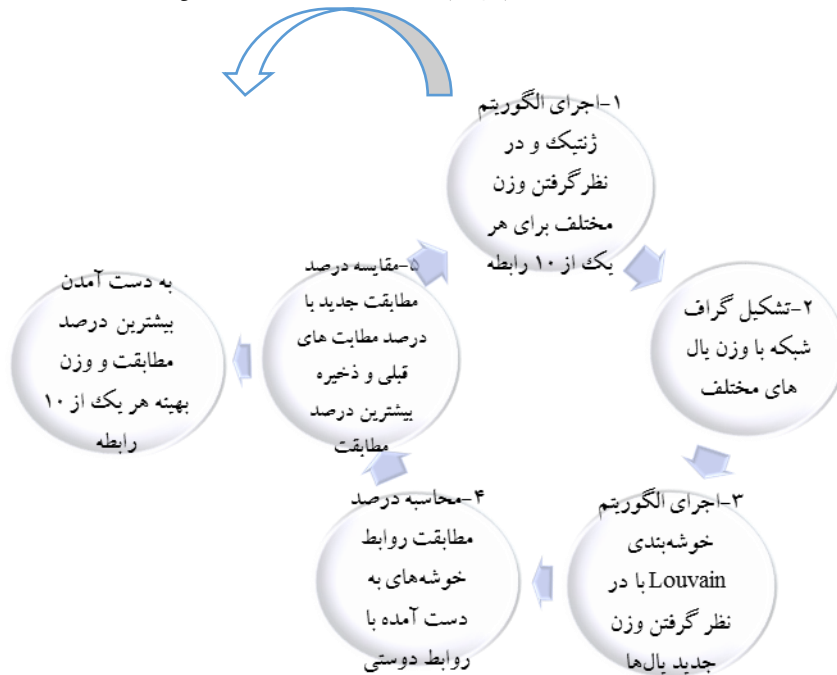 ۱-اجرای الگوریتم
ژنتیک و در
نظرگرفتن وزن
مختلف برای هر
یک از ۱۰ رابطه
۲-تشکیل گراف
شبکه با وزن یال
های مختلف
۳-اجرای الگوریتم
خوشه‌بندی
Louvain با در
نظر گرفتن وزن
جدید یال‌ها
۴-محاسبه درصد
مطابقت روابط
خوشه‌های به
دست آمده با
روابط دوستی
۵-مقایسه درصد
مطابقت جدید با
درصد مطابت های
قبلی و ذخیره
بیشترین درصد
مطابقت
به دست آمدن
بیشترین درصد
مطابقت و وزن
بهینه هر یک از ۱۰
رابطه